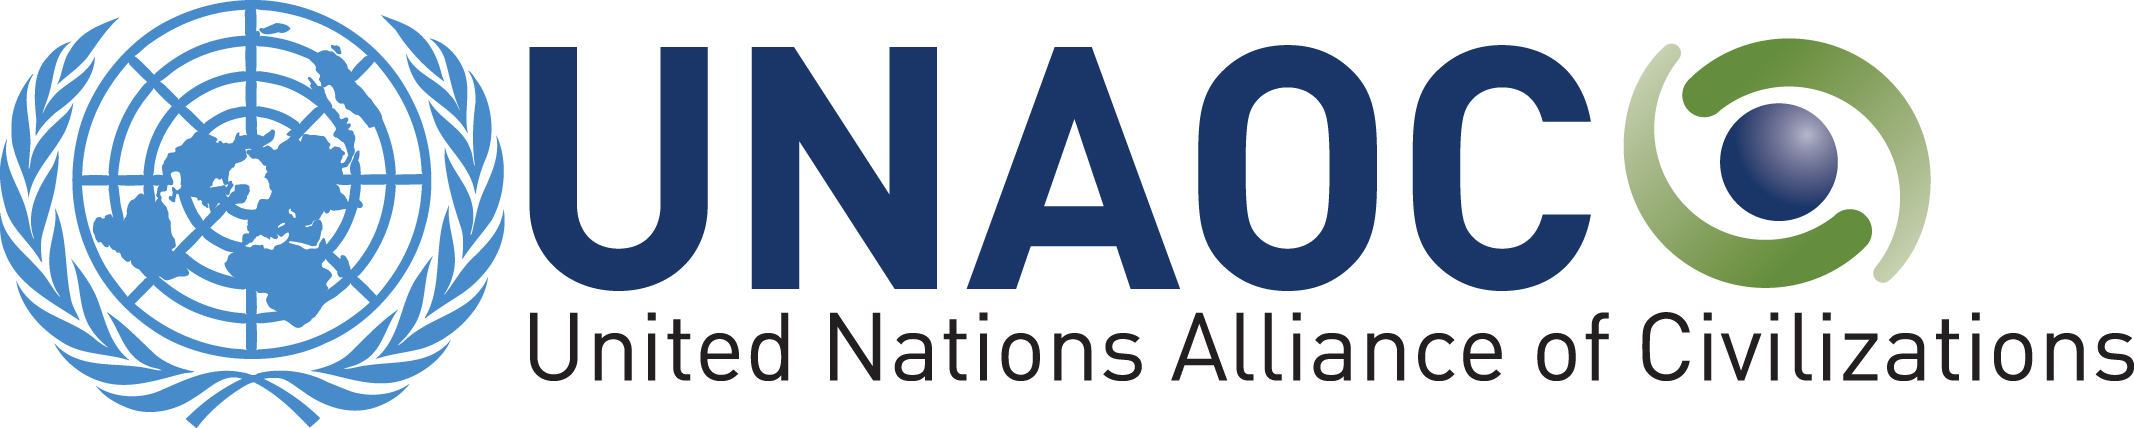 UNAOC
United Nations Alliance of Civilizations